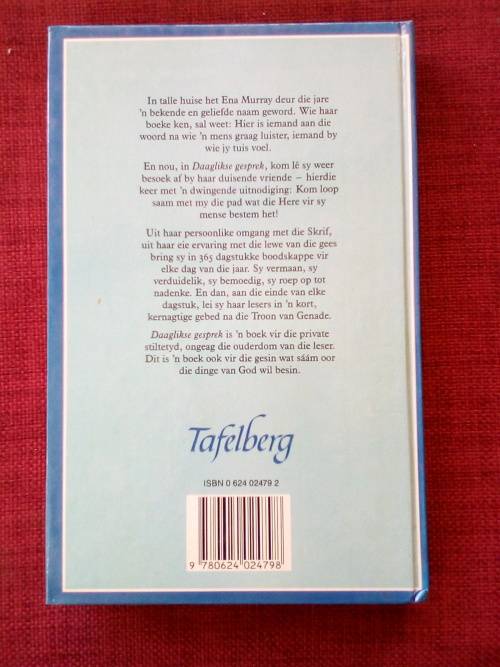 In talle huise het Ena Murray deur die jare
'n bekende en geliefde naam geword. Wie haar
boeke ken, sal weet: Hier is iemand aan die
woord na wie 'n mens graag luister, iemand by
wie jy tuis voel.
En nou, in Daaglikse gesprek, kom lê sy weer
besoek af by haar duisende vriende – hierdie
keer met 'n dwingende uitnodiging: Kom loop
saam met my die pad wat die Here vir sy
mense bestem het!
Uit haar persoonlike omgang met die Skrif,
uit haar eie ervaring met die lewe van die gees
bring sy in 365 dagstukke boodskappe vir
elke dag van die jaar. Sy vermaan, sy
verduidelik, sy bemoedig, sy roep op tot
nadenke. En dan, aan die einde van elke
dagstuk, lei sy haar lesers in 'n kort,
kernagtige gebed na die Troon van Genade.
Daaglikse gesprek is 'n boek vir die private
stiltetyd, ongeag die ouderdom van die leser.
Dit is 'n boek ook vir die gesin wat sáám oor
die dinge van God wil besin.
Tafelberg
ISBN 0 624 02479 2
9 780624 024798